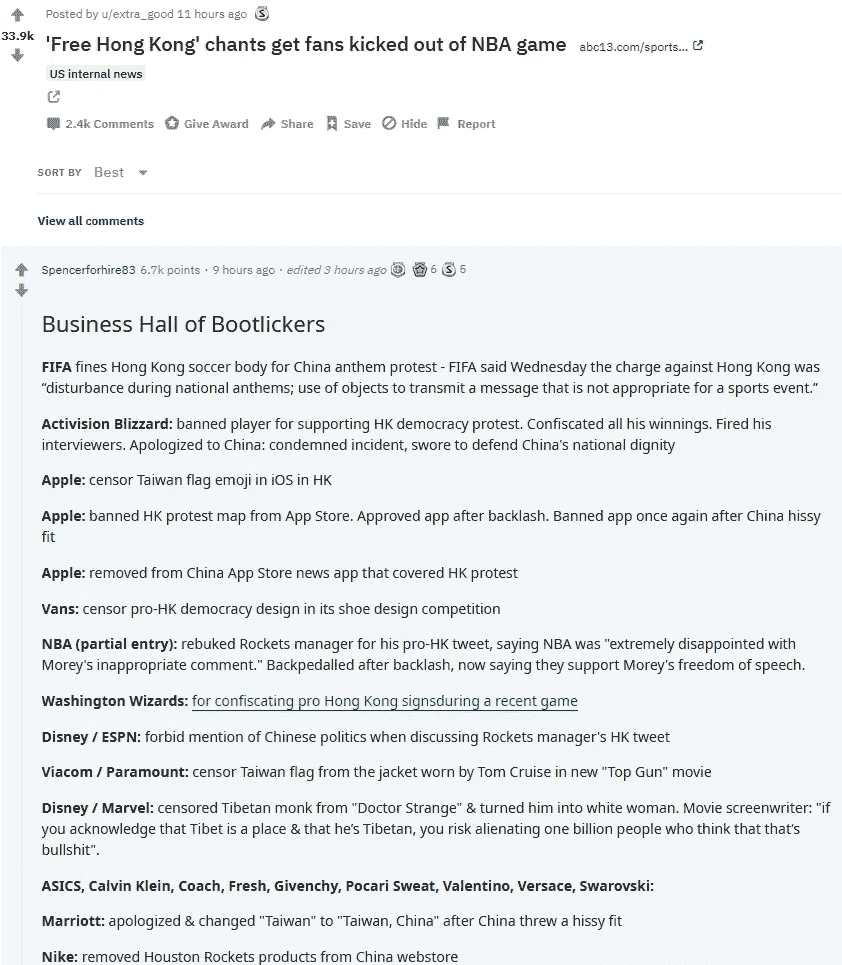 Posted by u/extra_good 11 hours ago
33.9k
'Free Hong Kong' chants get fans kicked out of NBA game abc13.com/sports...
US internal news
2.4k Comments Give Award Share Save Hide Report
SORT BY Best
View all comments
Spencerforhire83 6.7k points · 9 hours ago · edited 3 hours ago 6 5
Business Hall of Bootlickers
FIFA fines Hong Kong soccer body for China anthem protest - FIFA said Wednesday the charge against Hong Kong was
“disturbance during national anthems; use of objects to transmit a message that is not appropriate for a sports event.”
Activision Blizzard: banned player for supporting HK democracy protest. Confiscated all his winnings. Fired his
interviewers. Apologized to China: condemned incident, swore to defend China's national dignity
Apple: censor Taiwan flag emoji in iOS in HK
Apple: banned HK protest map from App Store. Approved app after backlash. Banned app once again after China hissy
fit
Apple: removed from China App Store news app that covered HK protest
Vans: censor pro-HK democracy design in its shoe design competition
NBA (partial entry): rebuked Rockets manager for his pro-HK tweet, saying NBA was "extremely disappointed with
Morey's inappropriate comment." Backpedalled after backlash, now saying they support Morey's freedom of speech.
Washington Wizards: for confiscating pro Hong Kong signsduring a recent game
Disney / ESPN: forbid mention of Chinese politics when discussing Rockets manager's HK tweet
Viacom / Paramount: censor Taiwan flag from the jacket worn by Tom Cruise in new "Top Gun" movie
Disney / Marvel: censored Tibetan monk from "Doctor Strange" & turned him into white woman. Movie screenwriter: "if
you acknowledge that Tibet is a place & that he’s Tibetan, you risk alienating one billion people who think that that’s
bullshit".
ASICS, Calvin Klein, Coach, Fresh, Givenchy, Pocari Sweat, Valentino, Versace, Swarovski:
Marriott: apologized & changed "Taiwan" to "Taiwan, China" after China threw a hissy fit
Nike: removed Houston Rockets products from China webstore